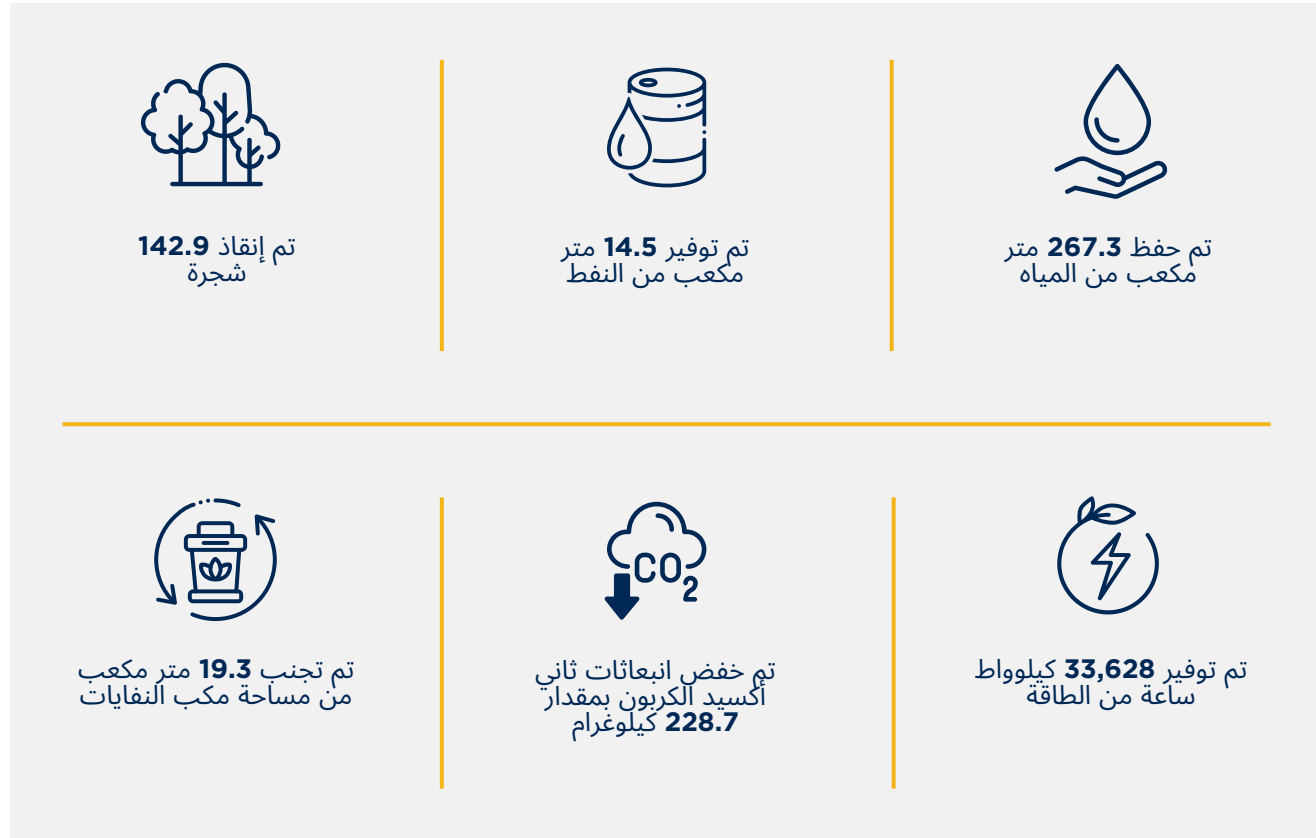 تم حفظ 267.3 متر
مكعب من المياه
تم توفير 14.5 متر
مكعب من النفط
تم إنقاذ 142.9
شجرة
تم توفير 33,628 كيلوواط
ساعة من الطاقة
CO2
تم خفض انبعاثات ثاني
أكسيد الكربون بمقدار
228.7 كيلوغرام
تم تجنب 19.3 متر مكعب
من مساحة مكب النفايات